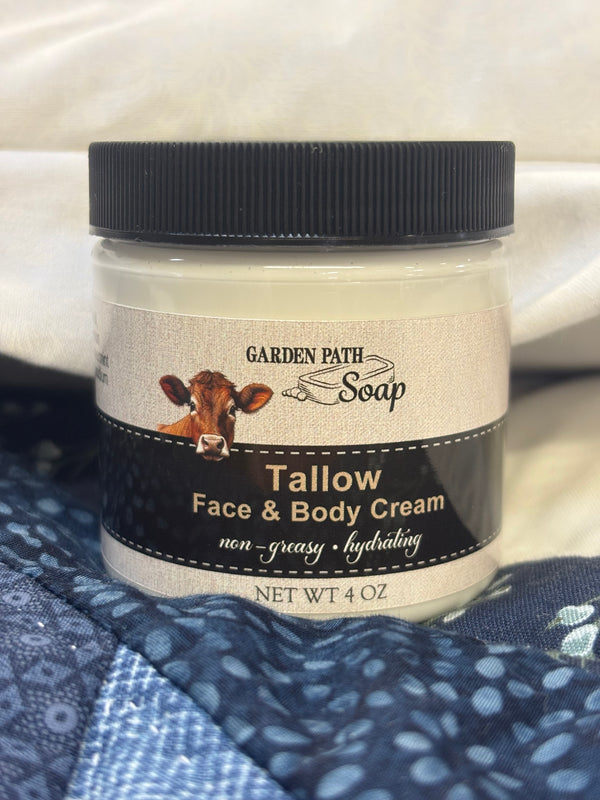 GARDEN PATH
Soap
Tallow
Face & Body Cream
non-greasy • hydrating
NET WT 4 OZ